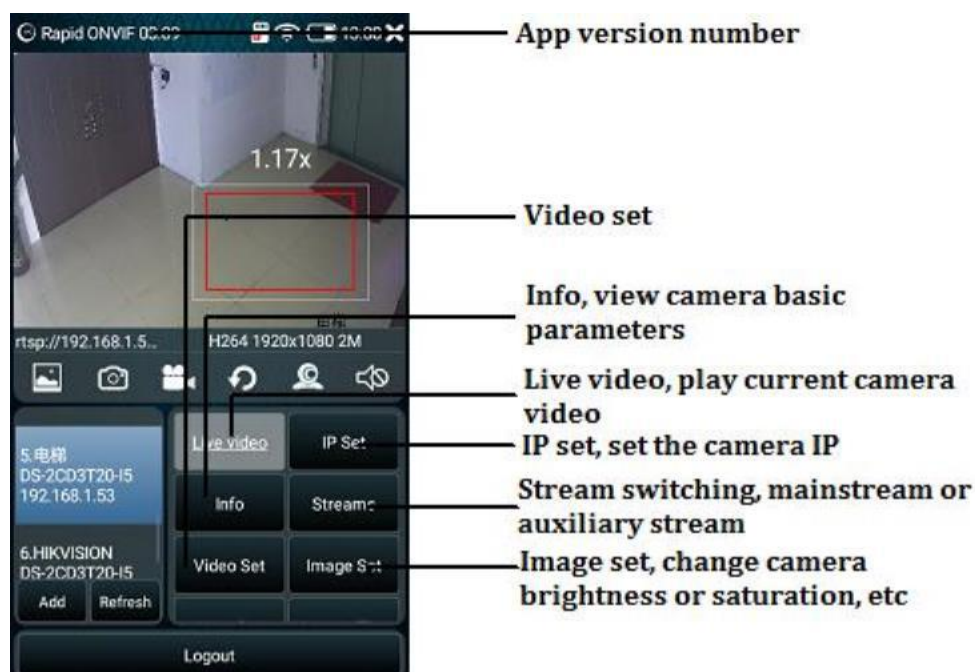 Rapid ONVIF
App version number
1.17x
Video set
Info, view camera basic
parameters
rtsp://192.168.1.5..
H264 1920x1080 2M
Live video, play current camera
video
Live video
IP Set
IP set, set the camera IP
5.电梯
DS-2CD3T20-I5
192.168.1.53
Info
Streams
Stream switching, mainstream or
auxiliary stream
6.HIKVISION
DS-2CD3T20-I5
Video Set
Image Set
Image set, change camera
brightness or saturation, etc
Add
Refresh
Logout